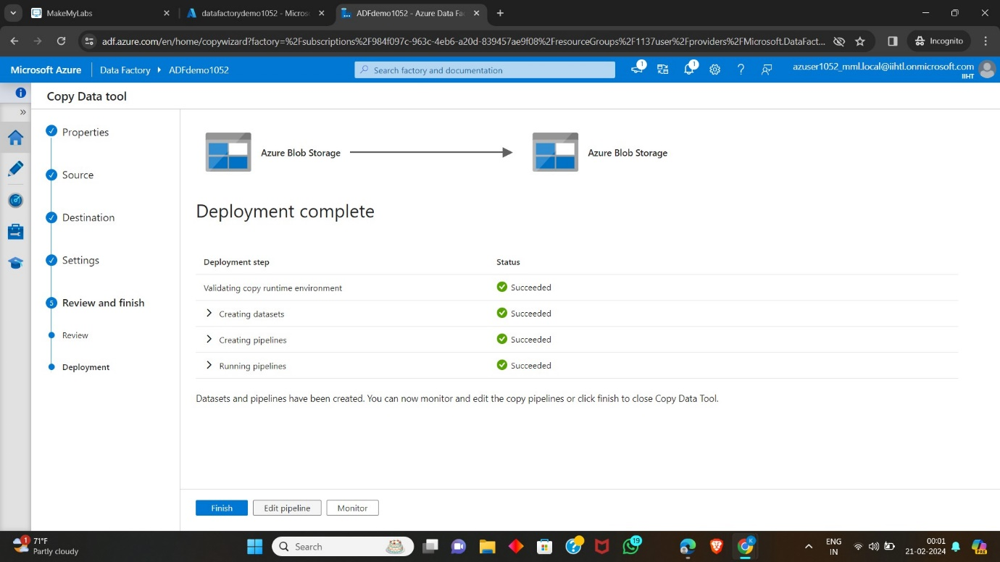 MakeMyLabs
datafactorydemo1052 - Microso
ADFdemo1052 - Azure Data Fa
adf.azure.com/en/home/copywizard?factory=%2Fsubscriptions%2F984f097c-963c-4eb6-a20d-839457ae9f08%2FresourceGroups%2F1137user%2Fproviders%2FMicrosoft.DataFact...
Incognito
Microsoft Azure
Data Factory
ADFdemo1052
Search factory and documentation
1
1
azuser1052_mml.local@iihtl.onmicrosoft.com
IIHT
Copy Data tool
Properties
Source
Destination
Settings
5 Review and finish
Review
Deployment
Azure Blob Storage
Azure Blob Storage
Deployment complete
Deployment step Status
Validating copy runtime environment Succeeded
Creating datasets Succeeded
Creating pipelines Succeeded
Running pipelines Succeeded
Datasets and pipelines have been created. You can now monitor and edit the copy pipelines or click finish to close Copy Data Tool.
Finish Edit pipeline Monitor
1
71°F
Partly cloudy
Search
19
K
ENG
IN
00:01
21-02-2024
PRE